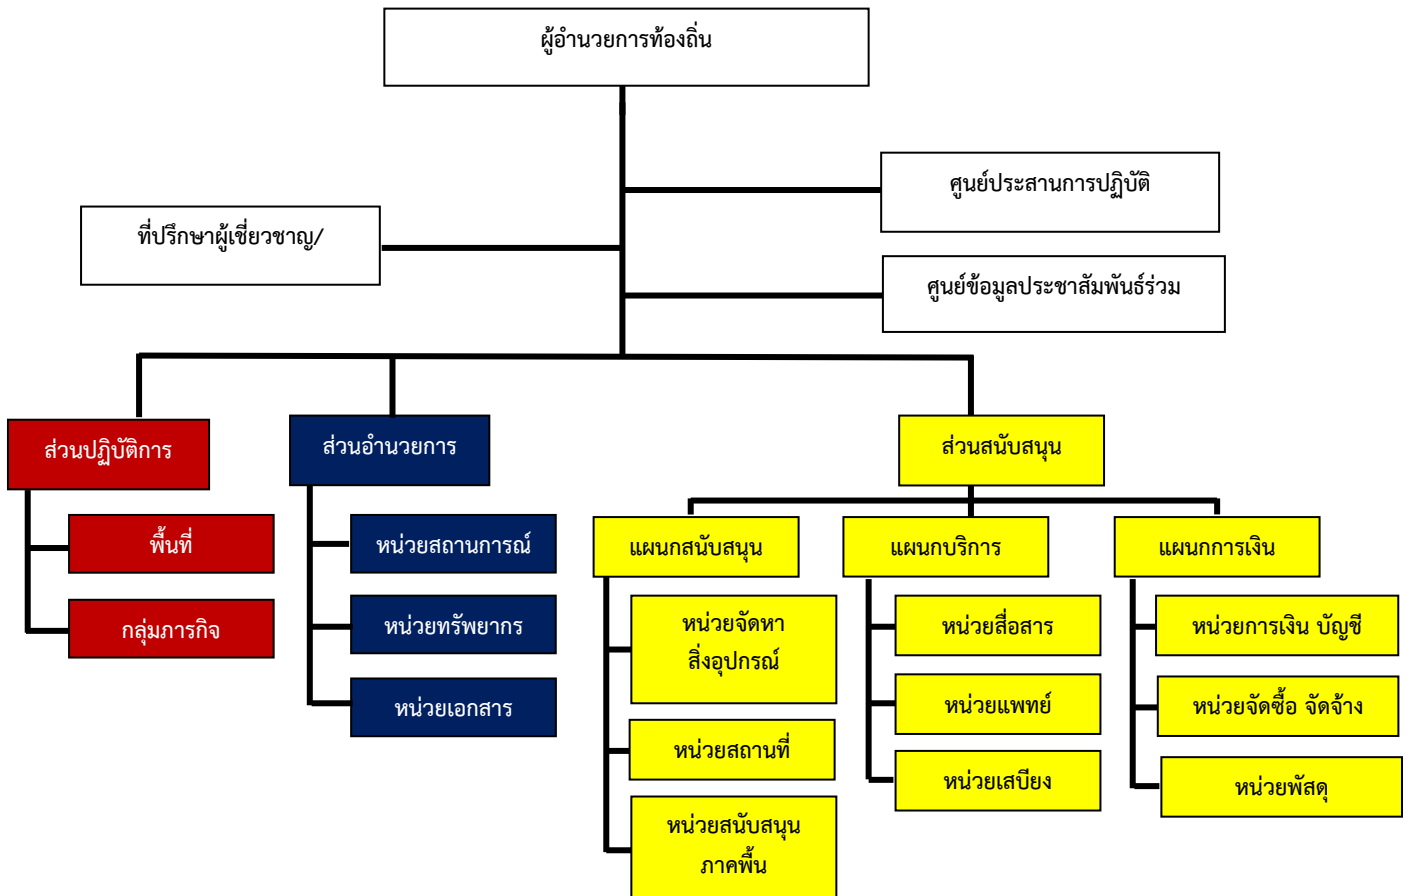 ผู้อำนวยการท้องถิ่น
ศูนย์ประสานการปฏิบัติ
ที่ปรึกษาผู้เชี่ยวชาญ/
ศูนย์ข้อมูลประชาสัมพันธ์ร่วม
ส่วนปฏิบัติการ
พื้นที่
กลุ่มภารกิจ
ส่วนอำนวยการ
หน่วยสถานการณ์
หน่วยทรัพยากร
หน่วยเอกสาร
ส่วนสนับสนุน
แผนกสนับสนุน
หน่วยจัดหา
สิ่งอุปกรณ์
หน่วยสถานที่
หน่วยสนับสนุน
ภาคพื้น
แผนกบริการ
หน่วยสื่อสาร
หน่วยแพทย์
หน่วยเสบียง
แผนกการเงิน
หน่วยการเงิน บัญชี
หน่วยจัดซื้อ จัดจ้าง
หน่วยพัสดุ